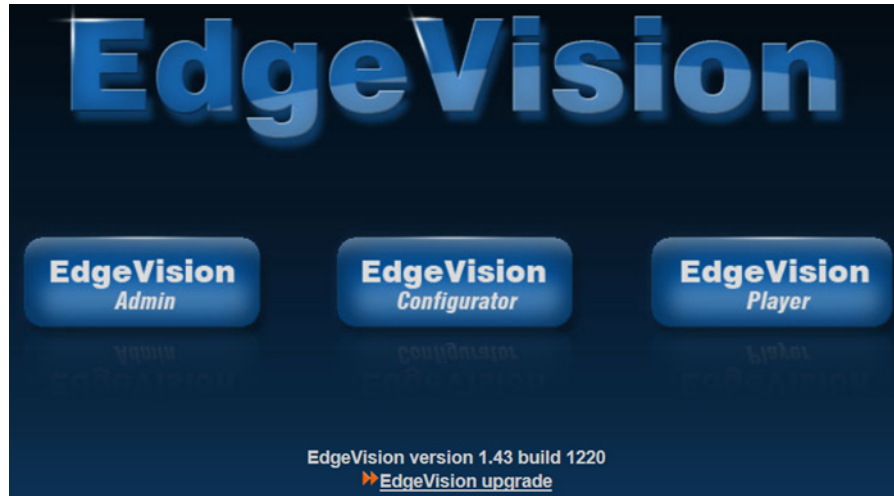 EdgeVision
EdgeVision EdgeVision EdgeVision
Admin Configurator Player
EdgeVision version 1.43 build 1220
EdgeVision upgrade